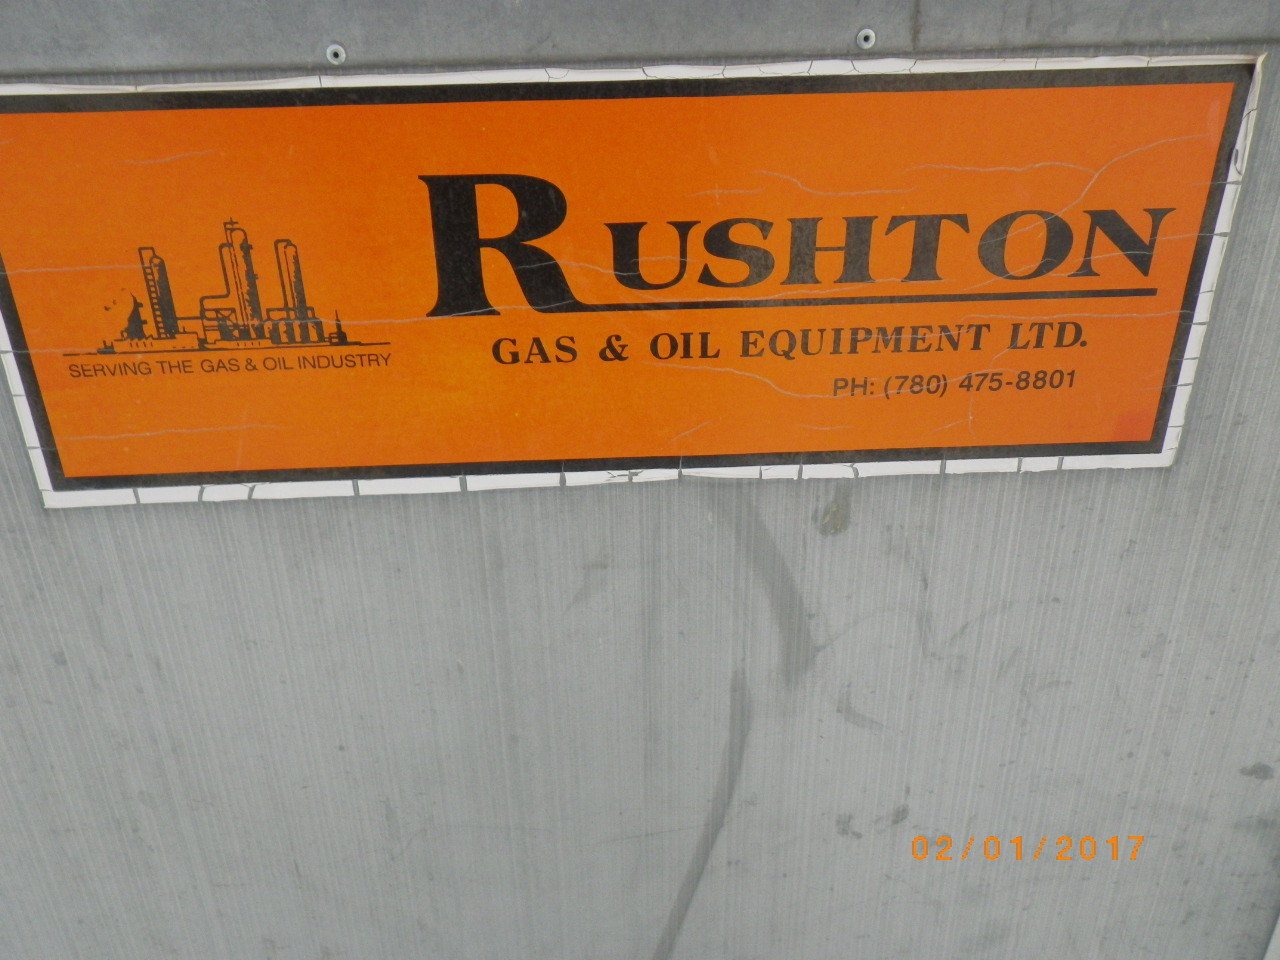 RUSHTON
GAS & OIL EQUIPMENT LTD.
PH: (780) 475-8801
SERVING THE GAS & OIL INDUSTRY
02/01/2017